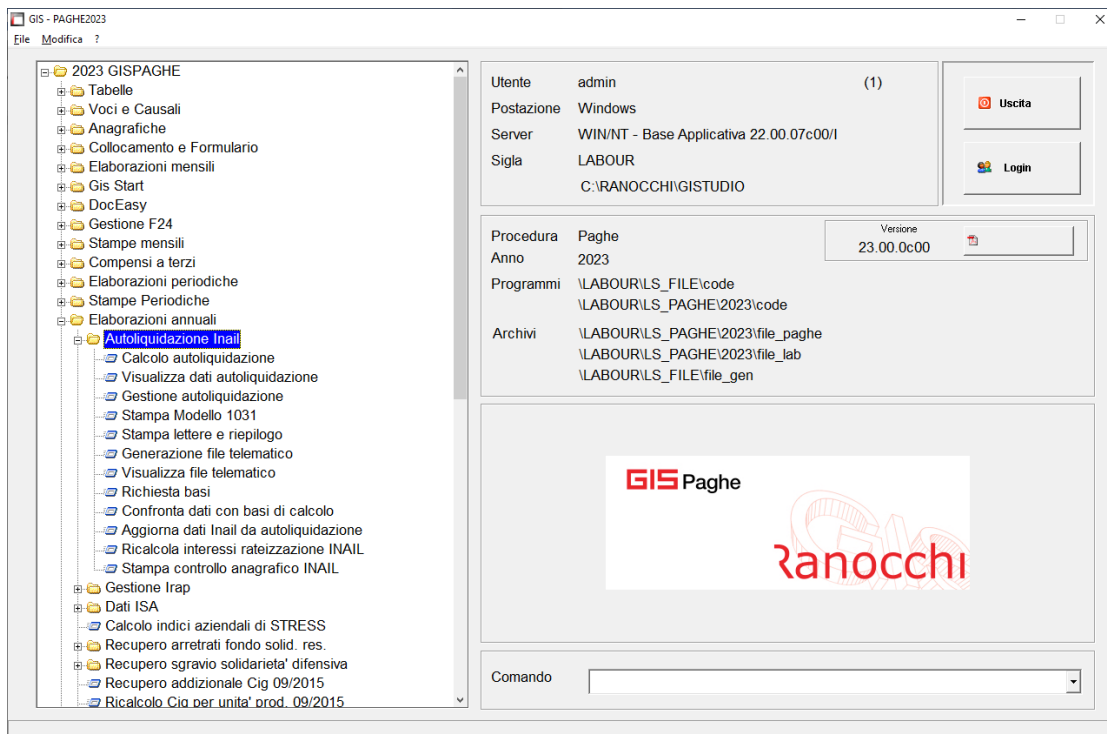 GIS - PAGHE2023
File Modifica ?
2023 GISPAGHE
Tabelle
Voci e Causali
Anagrafiche
Collocamento e Formulario
Elaborazioni mensili
Gis Start
DocEasy
Gestione F24
Stampe mensili
Compensi a terzi
Elaborazioni periodiche
Stampe Periodiche
Elaborazioni annuali
Autoliquidazione Inail
Calcolo autoliquidazione
Visualizza dati autoliquidazione
Gestione autoliquidazione
Stampa Modello 1031
Stampa lettere e riepilogo
Generazione file telematico
Visualizza file telematico
Richiesta basi
Confronta dati con basi di calcolo
Aggiorna dati Inail da autoliquidazione
Ricalcola interessi rateizzazione INAIL
Stampa controllo anagrafico INAIL
Gestione Irap
Dati ISA
Calcolo indici aziendali di STRESS
Recupero arretrati fondo solid. res.
Recupero sgravio solidarieta' difensiva
Recupero addizionale Cig 09/2015
Ricalcolo Cig per unita' prod. 09/2015
Utente admin (1)
Postazione Windows
Server WIN/NT - Base Applicativa 22.00.07c00/I
Sigla LABOUR
C:\RANOCCHI\GISTUDIO
Uscita
Login
Procedura Paghe
Anno 2023
Programmi \LABOUR\LS_FILE\code
\LABOUR\LS_PAGHE\2023\code
Archivi \LABOUR\LS_PAGHE\2023\file_paghe
\LABOUR\LS_PAGHE\2023\file_lab
\LABOUR\LS_FILE\file_gen
Versione
23.00.0c00
GIS Paghe
Ranocchi
Comando